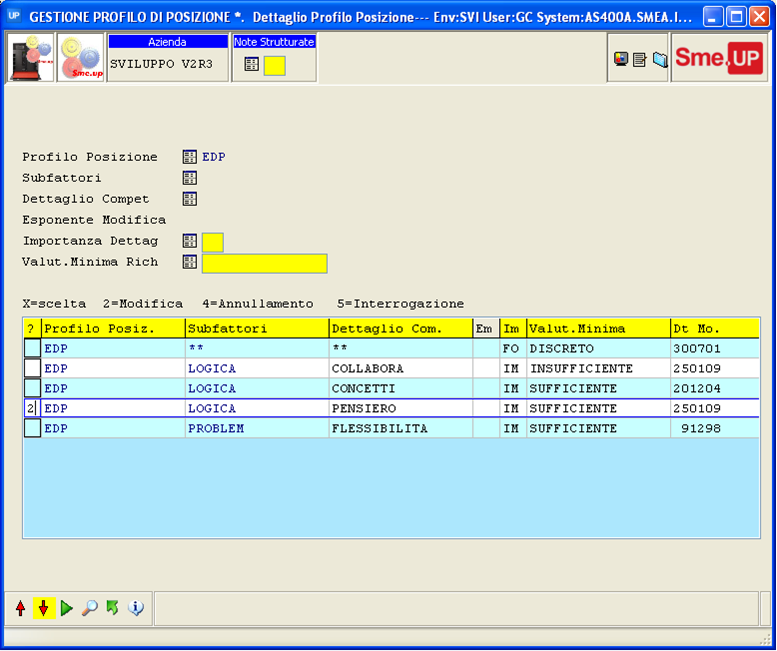 UP GESTIONE PROFILO DI POSIZIONE *. Dettaglio Profilo Posizione--- Env:SVI User:GC System:AS400A.SMEA.I...
Sme.up
Azienda
SVILUPPO V2R3
Note Strutturate
Sme.UP
Profilo Posizione EDP
Subfattori
Dettaglio Compet
Esponente Modifica
Importanza Dettag
Valut.Minima Rich
X=scelta 2=Modifica 4=Annullamento 5=Interrogazione
? Profilo Posiz. Subfattori Dettaglio Com. Em Im Valut.Minima Dt Mo.
EDP ** ** FO DISCRETO 300701
EDP LOGICA COLLABORA IM INSUFFICIENTE 250109
EDP LOGICA CONCETTI IM SUFFICIENTE 201204
2 EDP LOGICA PENSIERO IM SUFFICIENTE 250109
EDP PROBLEM FLESSIBILITA IM SUFFICIENTE 91298